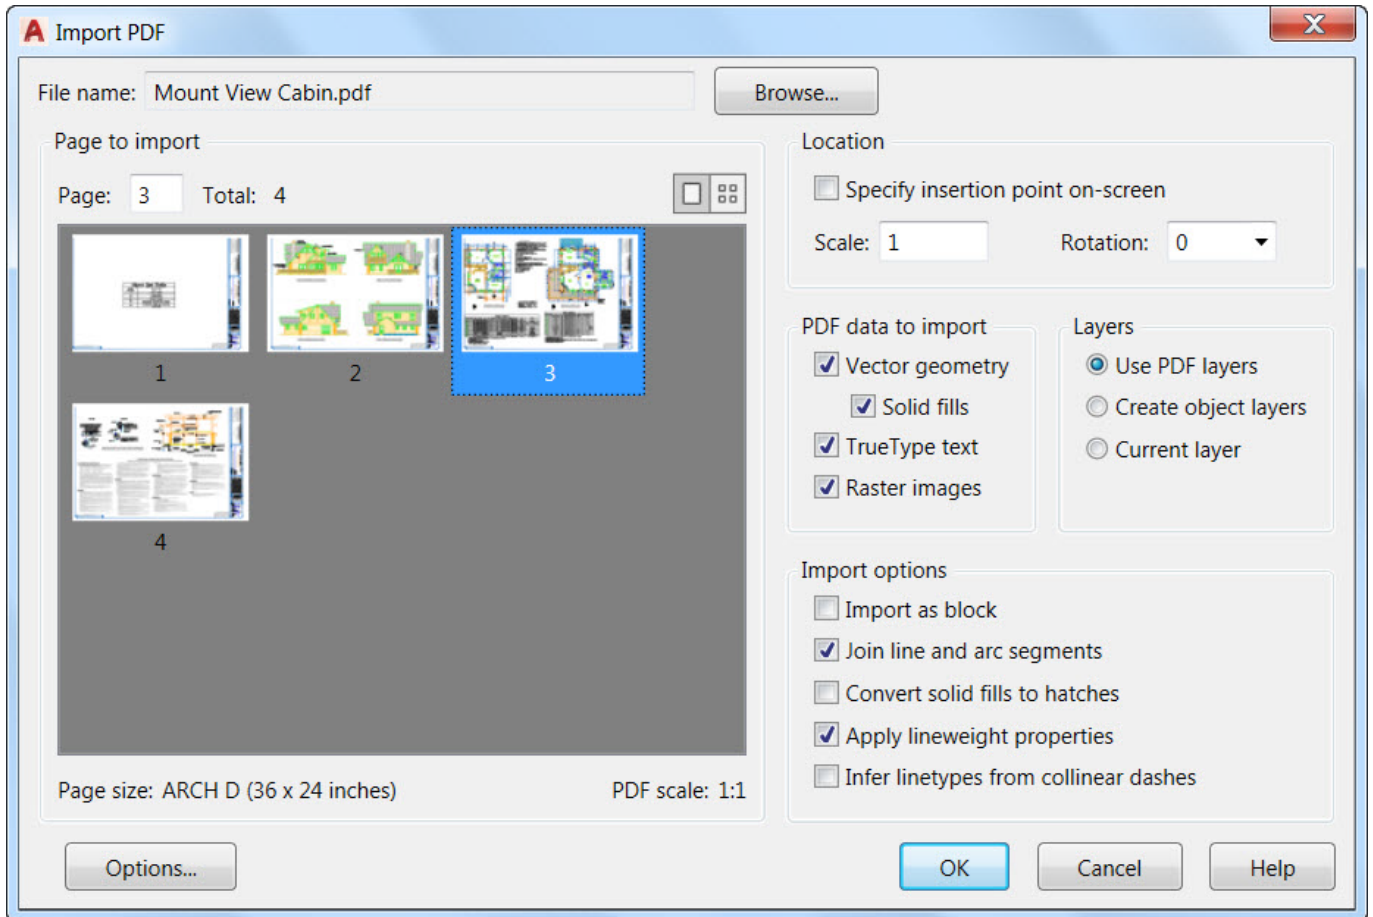 Import PDF
File name: Mount View Cabin.pdf
Browse...
Page to import
Page: 3 Total: 4
1
2
3
4
Page size: ARCH D (36 x 24 inches) PDF scale: 1:1
Location
Specify insertion point on-screen
Scale: 1 Rotation: 0
PDF data to import
Vector geometry
Solid fills
TrueType text
Raster images
Layers
Use PDF layers
Create object layers
Current layer
Import options
Import as block
Join line and arc segments
Convert solid fills to hatches
Apply lineweight properties
Infer linetypes from collinear dashes
Options...
OK
Cancel
Help